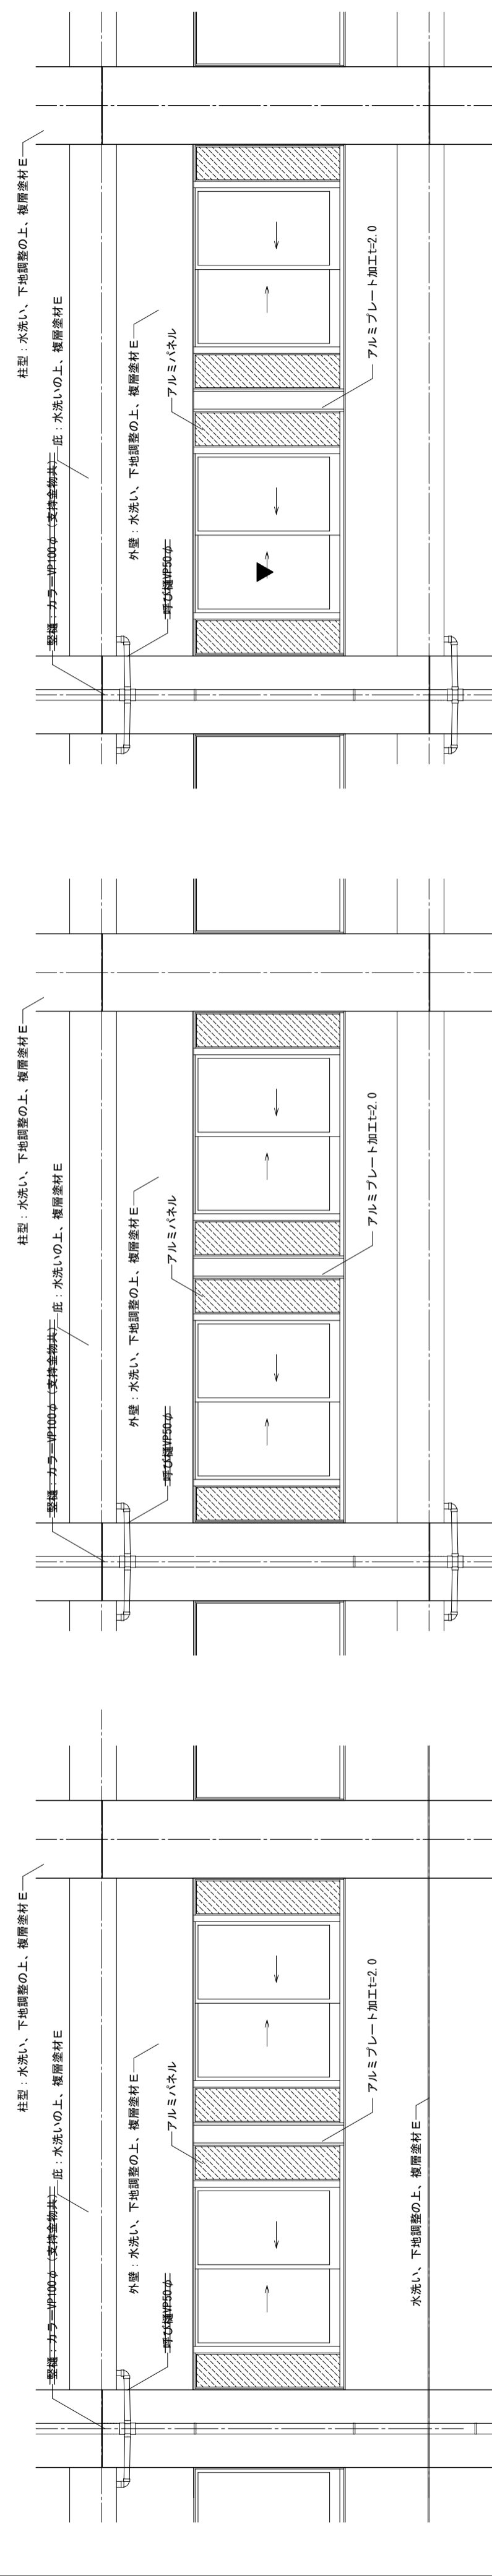 柱型：水洗い、下地調整の上、複層塗材E
庇：水洗いの上、複層塗材E
竪樋：カラーVP100φ（支持金物共）
外壁：水洗い、下地調整の上、複層塗材E
アルミパネル
呼び樋VP50φ
アルミプレート加工t=2.0
柱型：水洗い、下地調整の上、複層塗材E
庇：水洗いの上、複層塗材E
竪樋：カラーVP100φ（支持金物共）
外壁：水洗い、下地調整の上、複層塗材E
アルミパネル
呼び樋VP50φ
アルミプレート加工t=2.0
柱型：水洗い、下地調整の上、複層塗材E
庇：水洗いの上、複層塗材E
竪樋：カラーVP100φ（支持金物共）
外壁：水洗い、下地調整の上、複層塗材E
アルミパネル
呼び樋VP50φ
アルミプレート加工t=2.0
水洗い、下地調整の上、複層塗材E